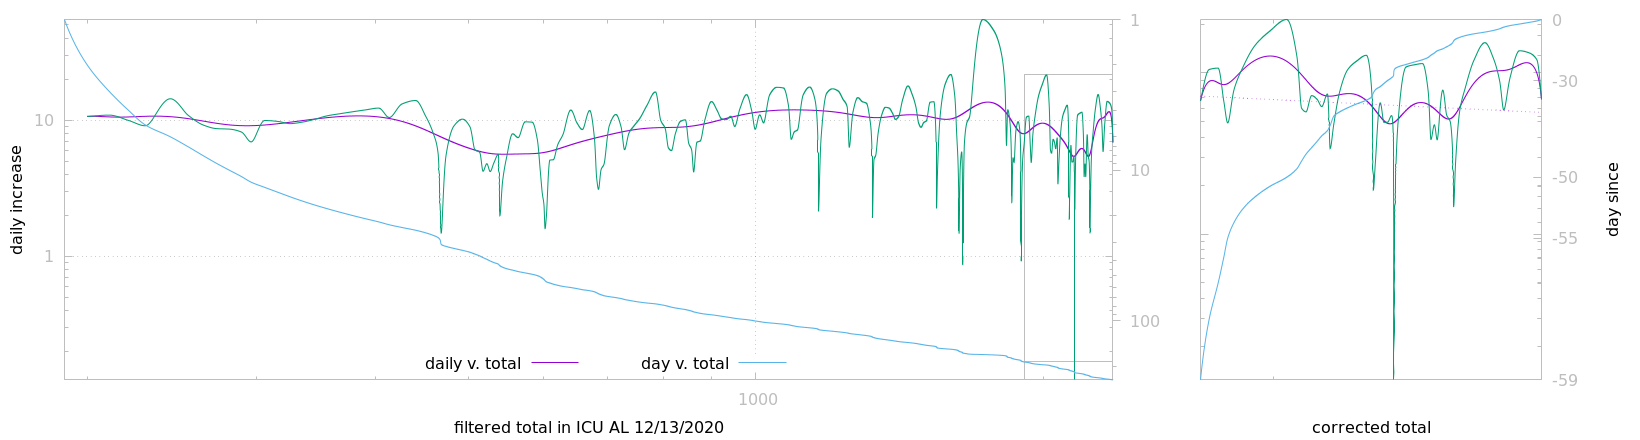 daily increase
10
1
daily v. total
day v. total
1000
filtered total in ICU AL 12/13/2020
1
10
100
0
-30
-50
-55
-59
day since
corrected total